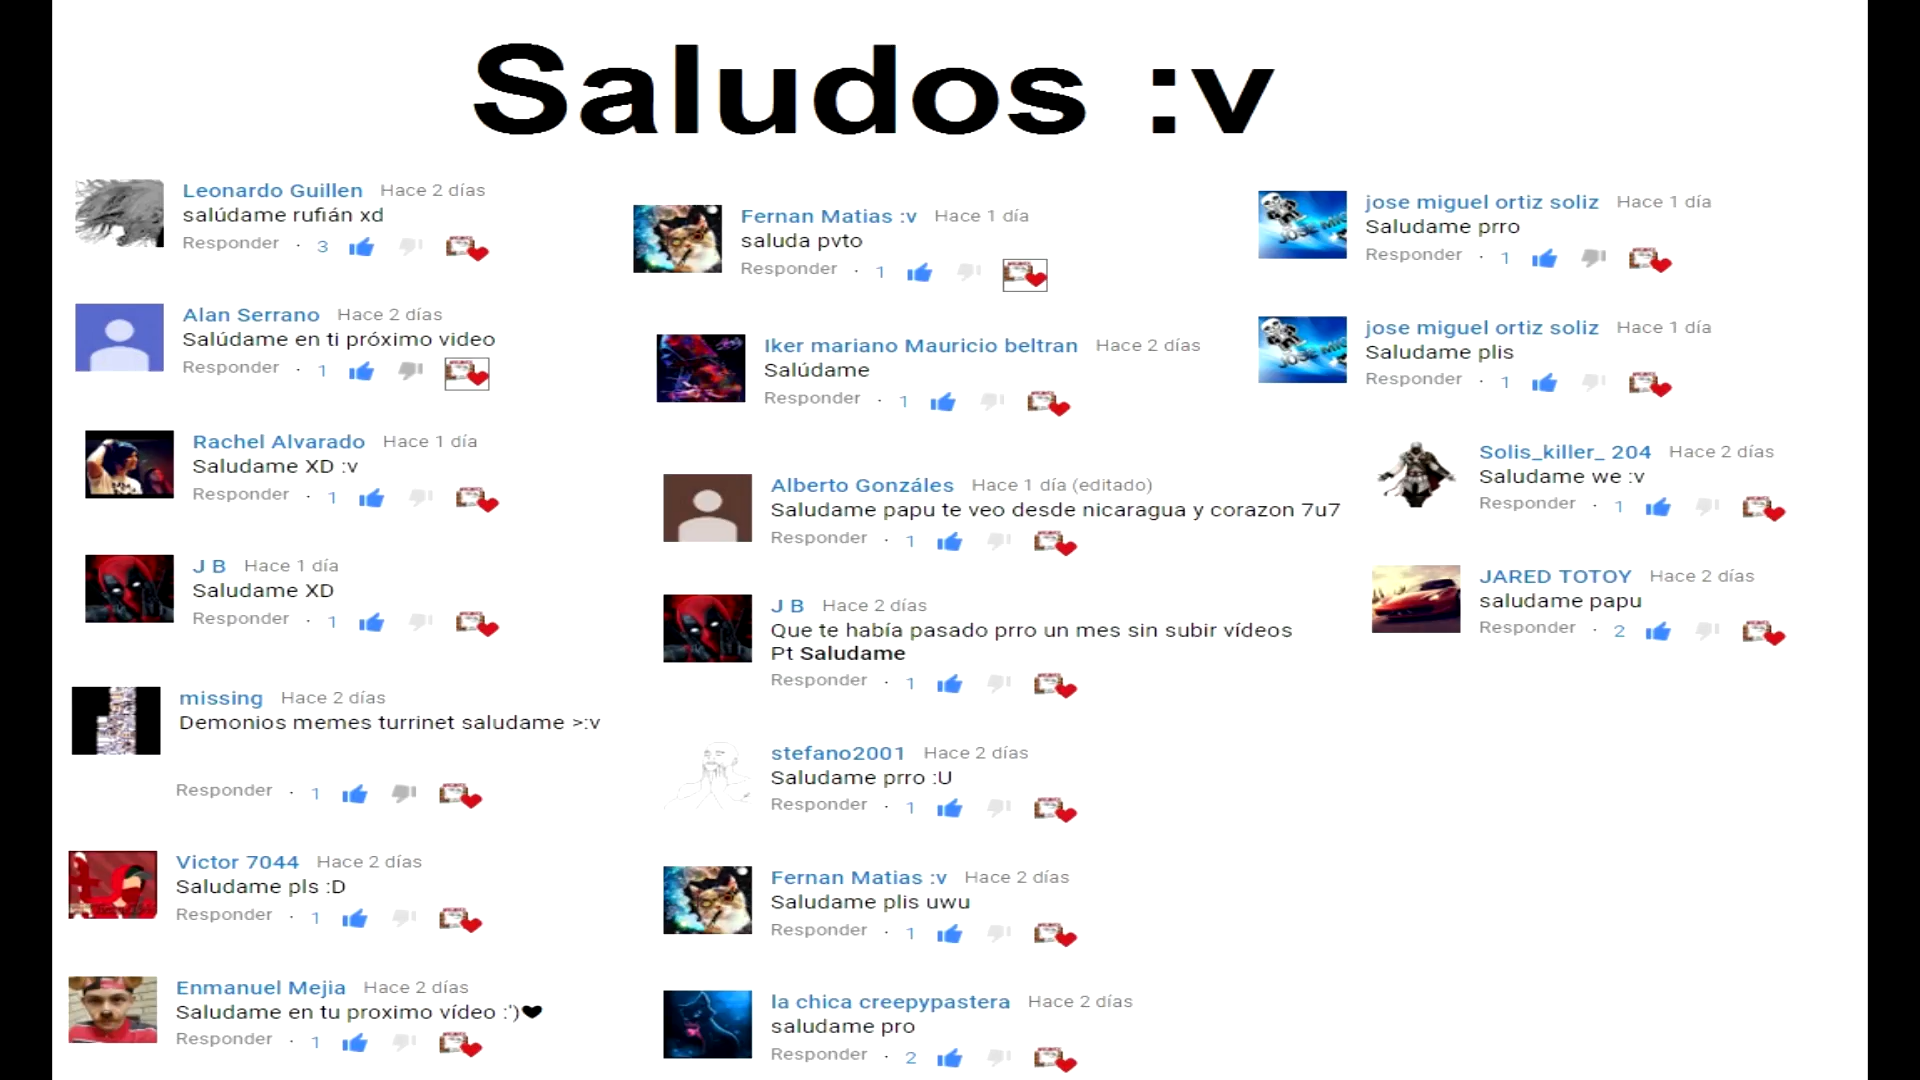 Saludos :v
Leonardo Guillen Hace 2 días
salúdame rufián xd
Responder · 3
Alan Serrano Hace 2 días
Salúdame en ti próximo video
Responder · 1
Rachel Alvarado Hace 1 día
Saludame XD :v
Responder · 1
J B Hace 1 día
Saludame XD
Responder · 1
missing Hace 2 días
Demonios memes turrinet saludame >:v
Responder · 1
Victor 7044 Hace 2 días
Saludame pls :D
Responder · 1
Enmanuel Mejia Hace 2 días
Saludame en tu proximo vídeo :')❤
Responder · 1
Fernan Matias :v Hace 1 día
saluda pvto
Responder · 1
Iker mariano Mauricio beltran Hace 2 días
Salúdame
Responder · 1
Alberto Gonzáles Hace 1 día (editado)
Saludame papu te veo desde nicaragua y corazon 7u7
Responder · 1
J B Hace 2 días
Que te había pasado prro un mes sin subir vídeos
Pt Saludame
Responder · 1
stefano2001 Hace 2 días
Saludame prro :U
Responder · 1
Fernan Matias :v Hace 2 días
Saludame plis uwu
Responder · 1
la chica creepypastera Hace 2 días
saludame pro
Responder · 2
jose miguel ortiz soliz Hace 1 día
Saludame prro
Responder · 1
jose miguel ortiz soliz Hace 1 día
Saludame plis
Responder · 1
Solis_killer_ 204 Hace 2 días
Saludame we :v
Responder · 1
JARED TOTOY Hace 2 días
saludame papu
Responder · 2